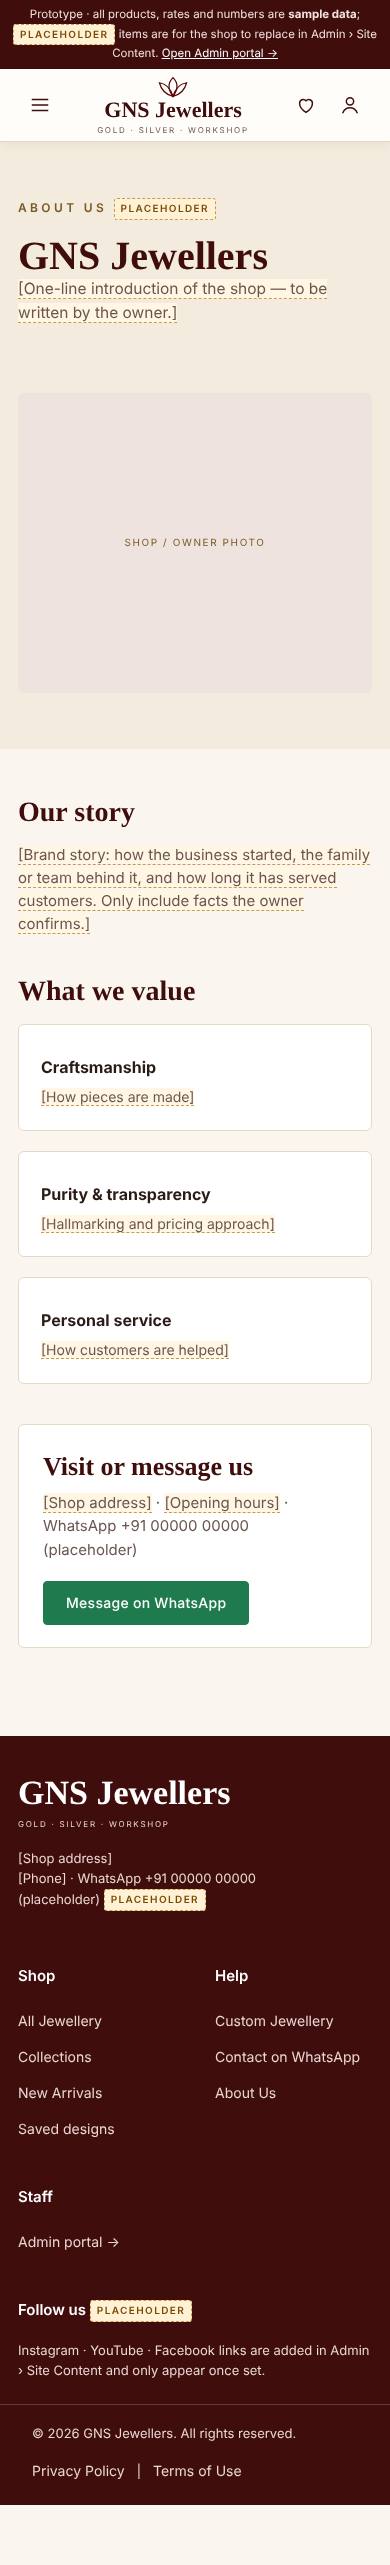 Prototype · all products, rates and numbers are sample data;
PLACEHOLDER items are for the shop to replace in Admin › Site
Content. Open Admin portal →
GNS Jewellers
GOLD · SILVER · WORKSHOP
ABOUT US PLACEHOLDER
GNS Jewellers
[One-line introduction of the shop — to be
written by the owner.]
SHOP / OWNER PHOTO
Our story
[Brand story: how the business started, the family
or team behind it, and how long it has served
customers. Only include facts the owner
confirms.]
What we value
Craftsmanship
[How pieces are made]
Purity & transparency
[Hallmarking and pricing approach]
Personal service
[How customers are helped]
Visit or message us
[Shop address] · [Opening hours] ·
WhatsApp +91 00000 00000
(placeholder)
Message on WhatsApp
GNS Jewellers
GOLD · SILVER · WORKSHOP
[Shop address]
[Phone] · WhatsApp +91 00000 00000
(placeholder) PLACEHOLDER
Shop
All Jewellery
Collections
New Arrivals
Saved designs
Help
Custom Jewellery
Contact on WhatsApp
About Us
Staff
Admin portal →
Follow us PLACEHOLDER
Instagram · YouTube · Facebook links are added in Admin
› Site Content and only appear once set.
© 2026 GNS Jewellers. All rights reserved.
Privacy Policy | Terms of Use